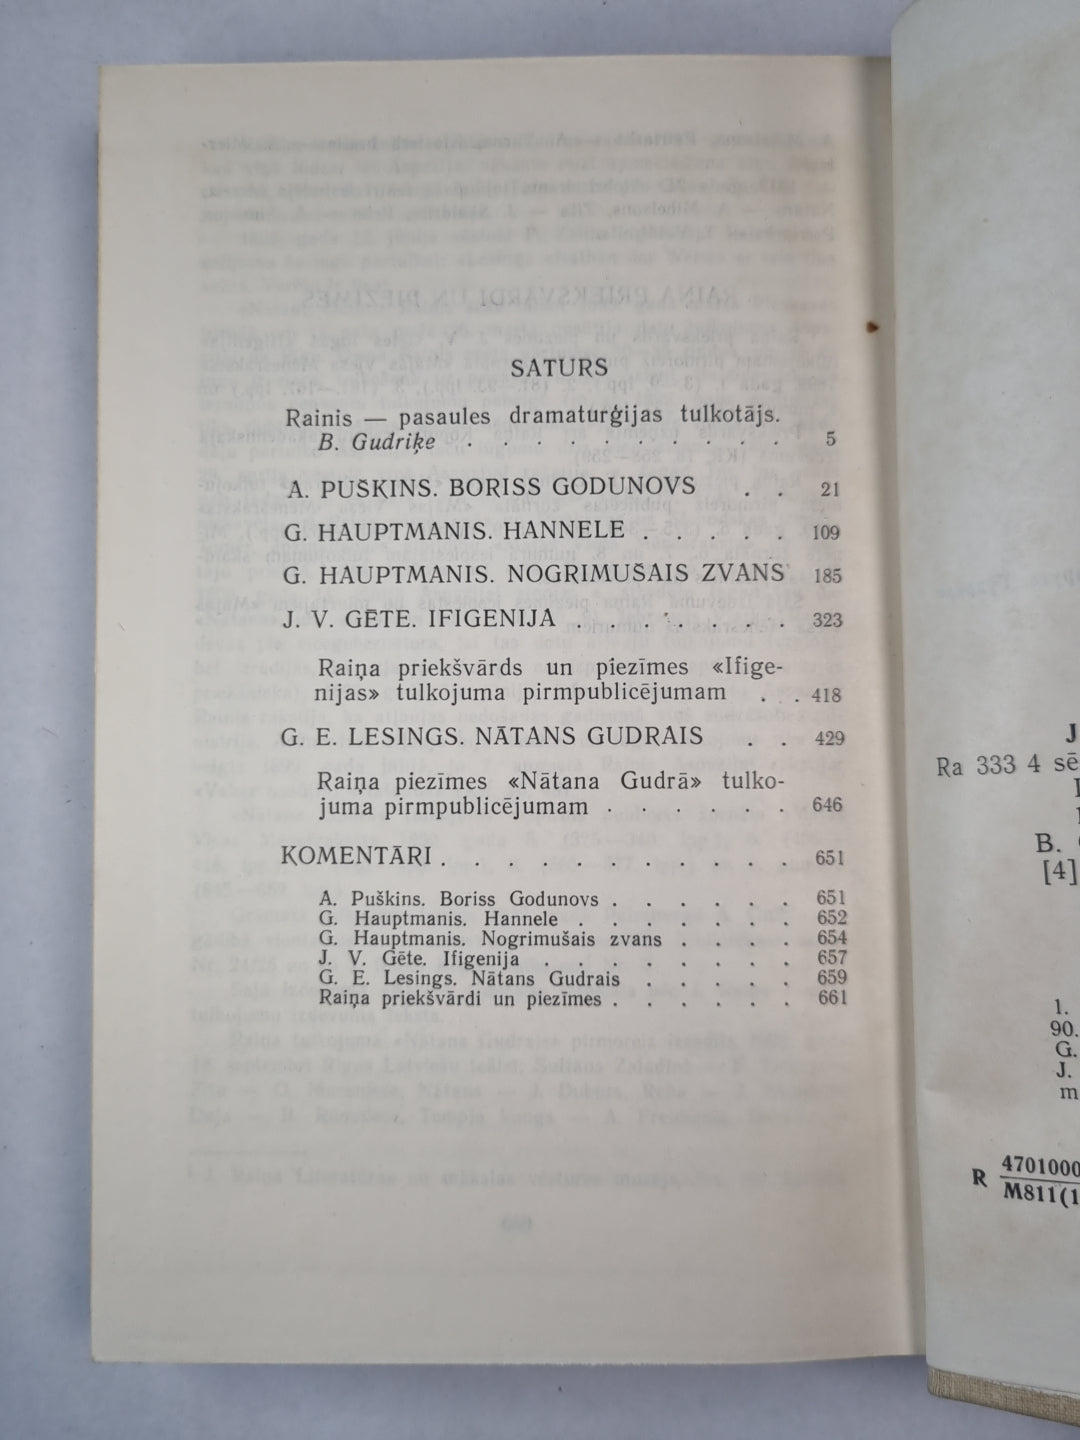 SATURS
Rainis — pasaules dramaturģijas tulkotājs.
B. Gudriķe . . . . . . . . . 5
A. PUŠKINS. BORISS GODUNOVS . . 21
G. HAUPTMANIS. HANNELE . . . . . 109
G. HAUPTMANIS. NOGRIMUŠAIS ZVANS 185
J. V. GĒTE. IFIGENIJA . . . . . . . 323
Raiņa priekšvārds un piezīmes «Ifige-
nijas» tulkojuma pirmpublicējumam . . 418
G. E. LESINGS. NĀTANS GUDRAIS . . 429
Raiņa piezīmes «Nātana Gudrā» tulko-
juma pirmpublicējumam . . . . . 646
KOMENTĀRI . . . . . . . . . . 651
A. Puškins. Boriss Godunovs . . . . . . 651
G. Hauptmanis. Hannele . . . . . . . 652
G. Hauptmanis. Nogrimušais zvans . . . . 654
J. V. Gēte. Ifigenija . . . . . . . . 657
G. E. Lesings. Nātans Gudrais . . . . . 659
Raiņa priekšvārdi un piezīmes . . . . . . 661
J
Ra 333 4 sē
B.
[4]
1.
90.
G.
J.
m
R 4701000
M811(1